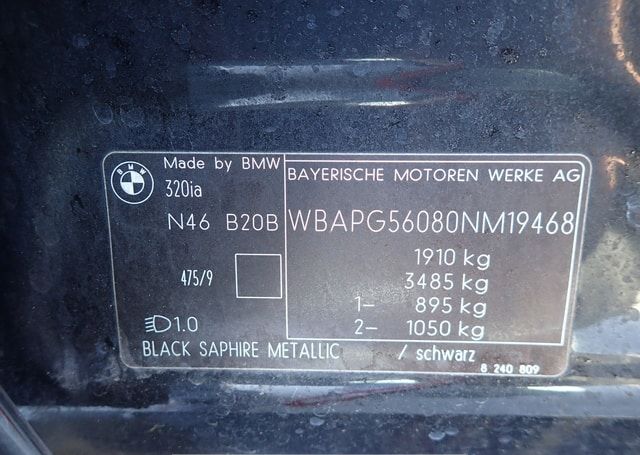 BMW
Made by BMW
320ia
N46 B20B
475/9
1.0
BAYERISCHE MOTOREN WERKE AG
WBAPG56080NM19468
1910 kg
3485 kg
1– 895 kg
2– 1050 kg
BLACK SAPHIRE METALLIC / schwarz
8 240 809